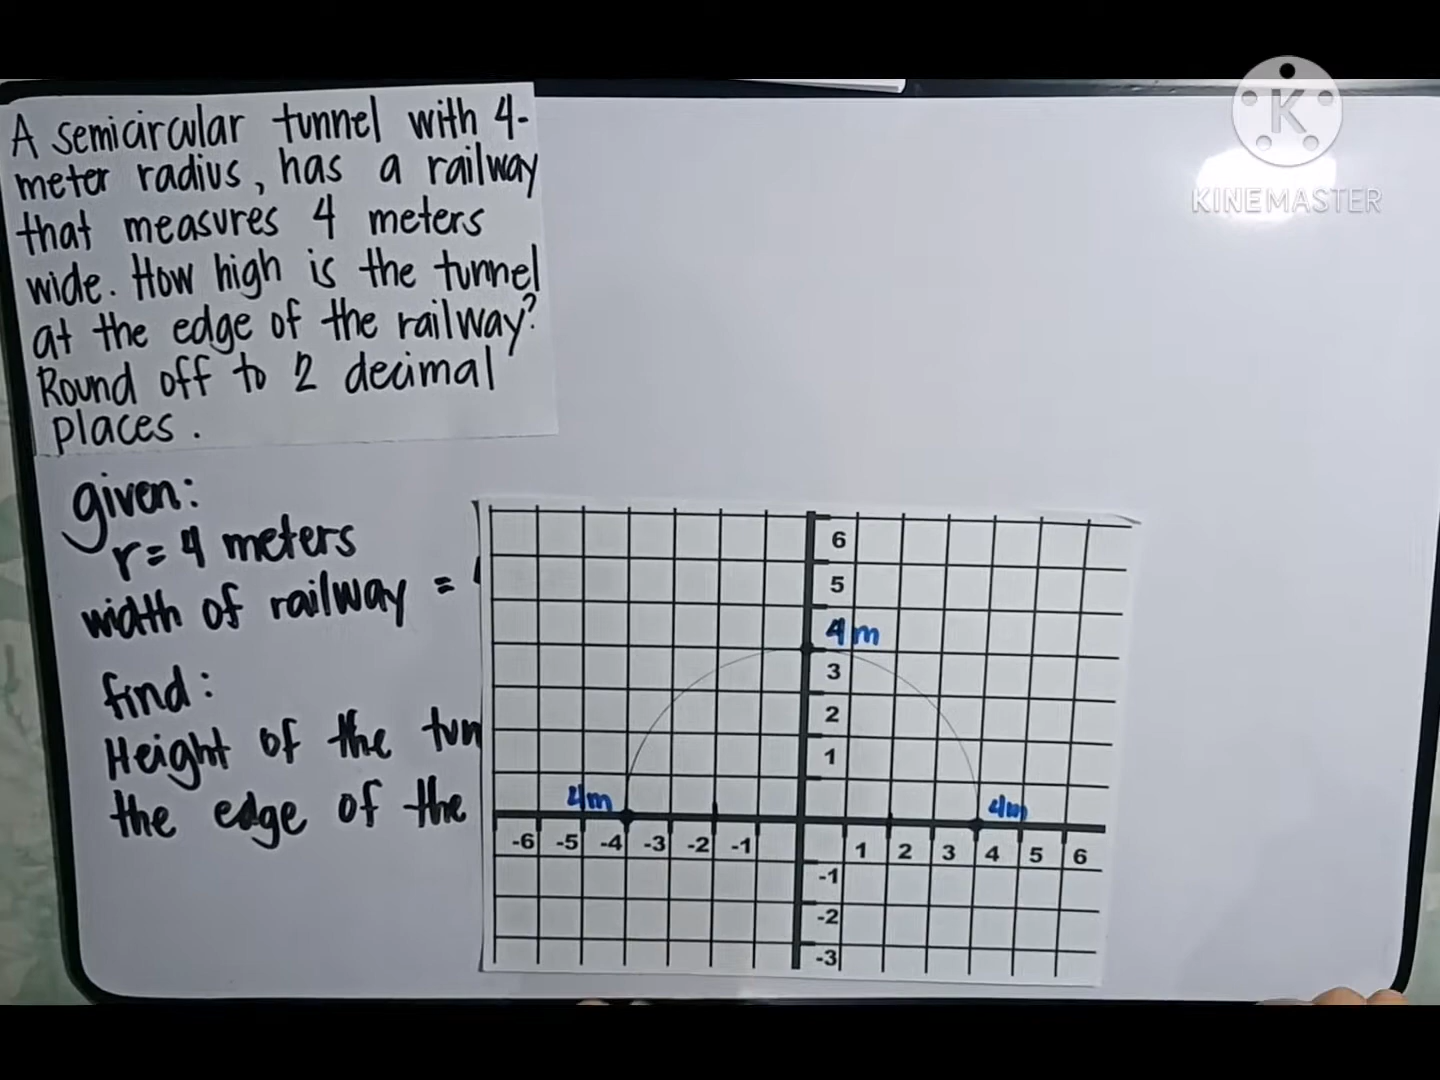 A semicircular tunnel with 4-
meter radius, has a railway
that measures 4 meters
wide. How high is the tunnel
at the edge of the railway?
Round off to 2 decimal
places.
given:
r = 4 meters
width of railway =
find:
Height of the tun
the edge of the
6
5
4m
3
2
1
4m
4m
-6 -5 -4 -3 -2 -1 1 2 3 4 5 6
-1
-2
-3
K
KINEMASTER